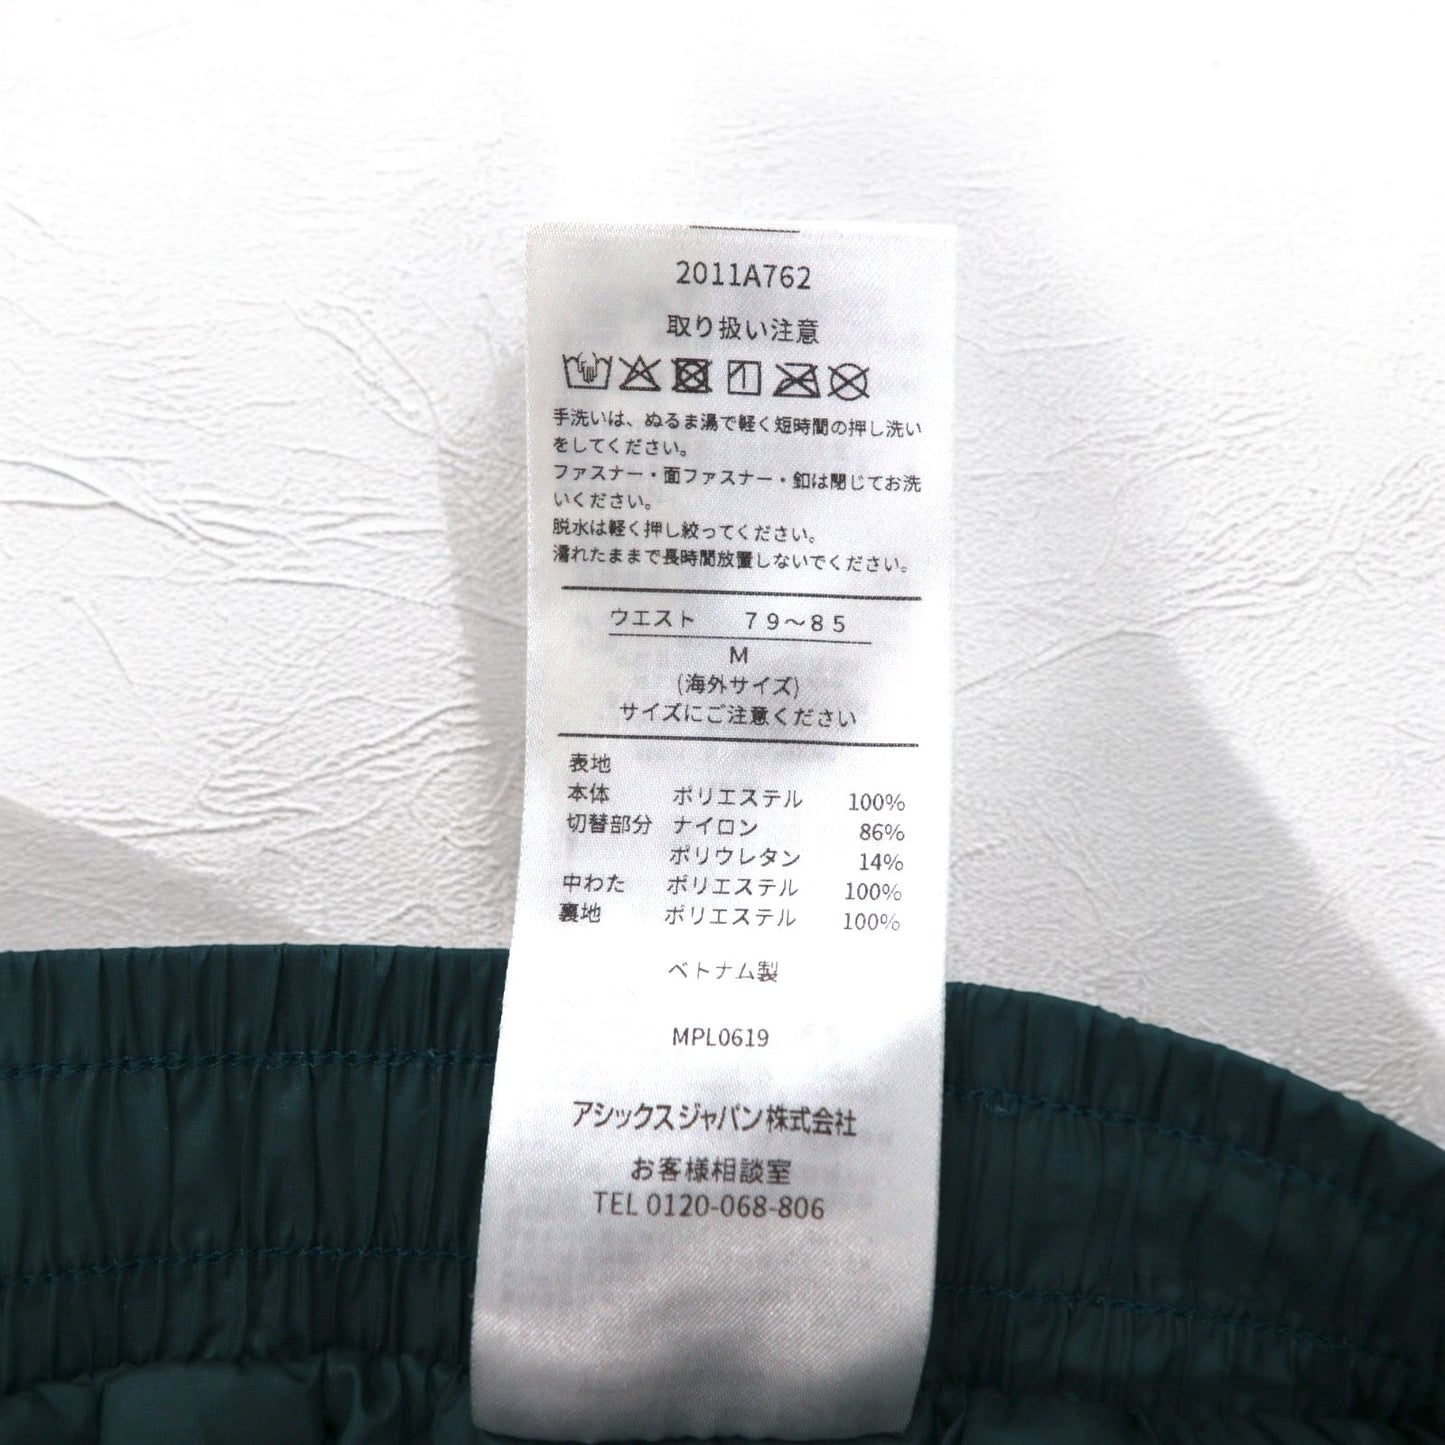 2011A762
取り扱い注意
手洗いは、ぬるま湯で軽く短時間の押し洗い
をしてください。
ファスナー・面ファスナー・釦は閉じてお洗
いください。
脱水は軽く押し絞ってください。
濡れたままで長時間放置しないでください。
ウエスト 79～85
M
(海外サイズ)
サイズにご注意ください
表地
本体 ポリエステル 100%
切替部分 ナイロン 86%
ポリウレタン 14%
中わた ポリエステル 100%
裏地 ポリエステル 100%
ベトナム製
MPL0619
アシックスジャパン株式会社
お客様相談室
TEL 0120-068-806